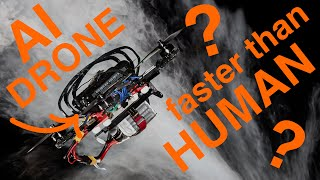 AI
DRONE
?
faster than
HUMAN
?